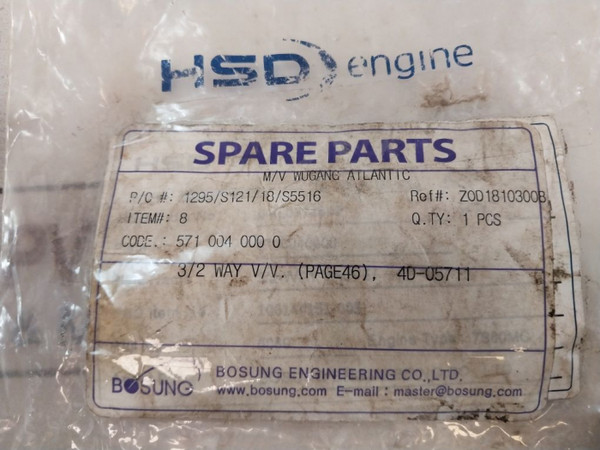 HSD engine
SPARE PARTS
M/V WUGANG ATLANTIC
P/C #: 1295/S121/18/S5516 Ref#: ZOD18103008
ITEM#: 8 Q.TY: 1 PCS
CODE.: 571 004 000 0
3/2 WAY V/V. (PAGE46), 4D-05711
BOSUNG
BOSUNG ENGINEERING CO.,LTD.
www.bosung.com E-mail : master@bosung.com